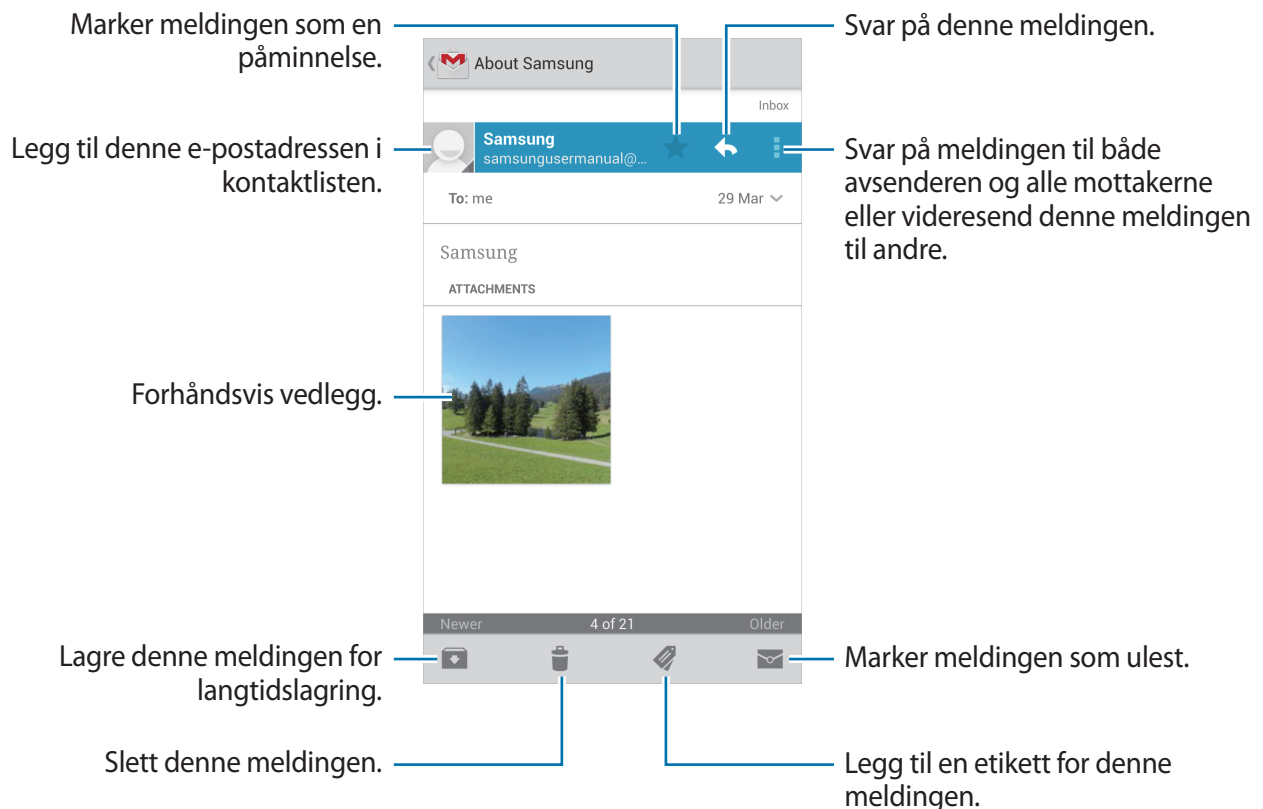 Marker meldingen som en
påminnelse.
Svar på denne meldingen.
About Samsung
Inbox
Legg til denne e-postadressen i
kontaktlisten.
Samsung
samsungusermanual@...
Svar på meldingen til både
avsenderen og alle mottakerne
eller videresend denne meldingen
til andre.
To: me
29 Mar
Samsung
ATTACHMENTS
Forhåndsvis vedlegg.
Newer
4 of 21
Older
Lagre denne meldingen for
langtidslagring.
Marker meldingen som ulest.
Slett denne meldingen.
Legg til en etikett for denne
meldingen.